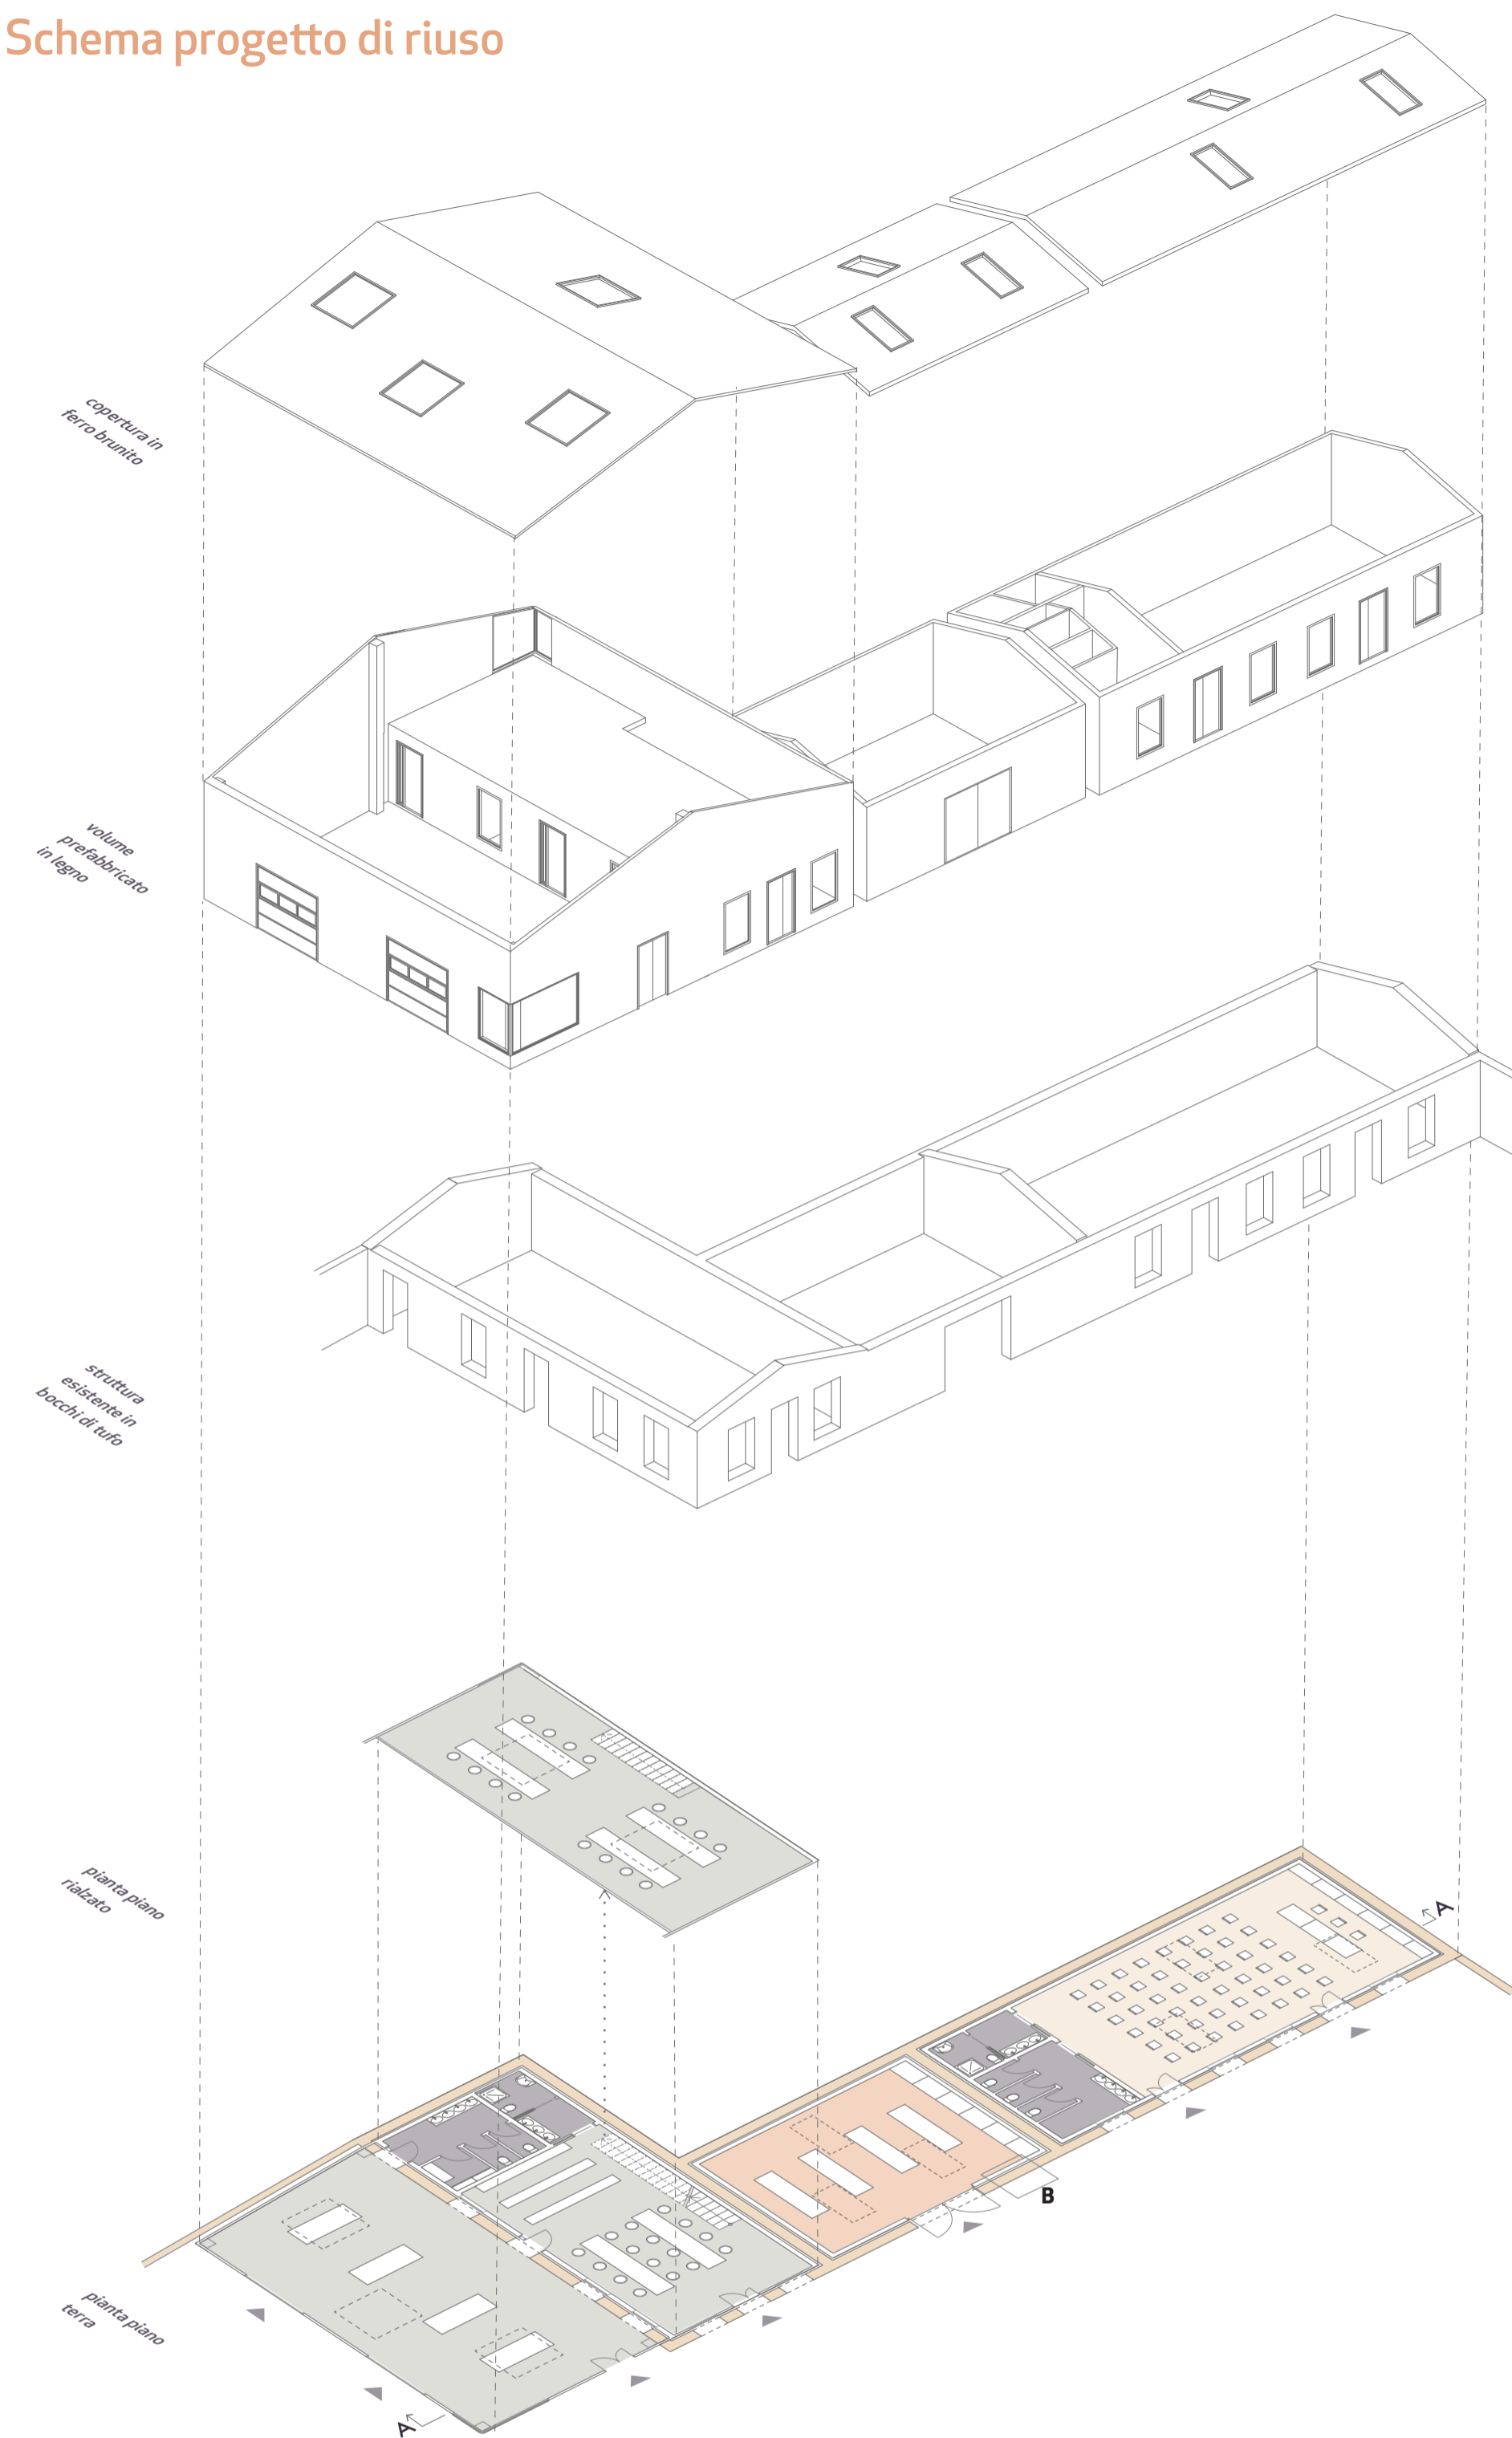 Schema progetto di riuso
copertura in
ferro brunito
volume
prefabbricato
in legno
struttura
esistente in
bocchi di tufo
pianta piano
rialzato
A
B
pianta piano
terra
A